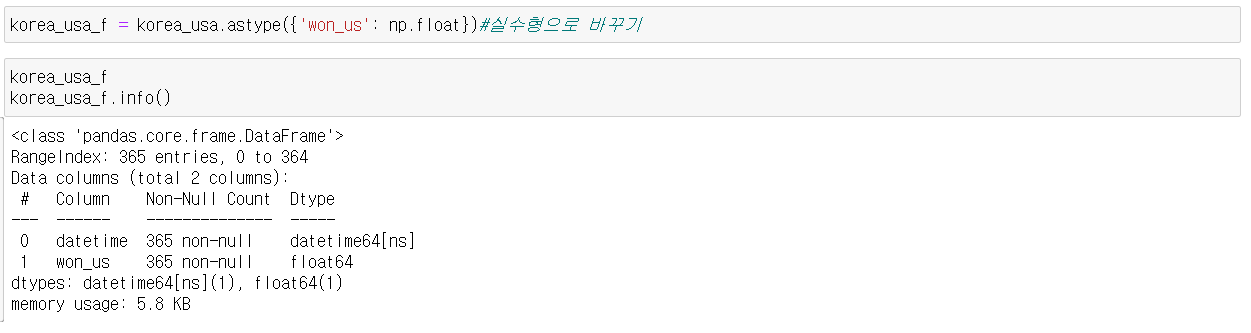 korea_usa_f = korea_usa.astype({'won_us': np.float})#실수형으로 바꾸기
korea_usa_f
korea_usa_f.info()
<class 'pandas.core.frame.DataFrame'>
RangeIndex: 365 entries, 0 to 364
Data columns (total 2 columns):
 #   Column    Non-Null Count  Dtype
---  ------    --------------  -----
 0   datetime  365 non-null    datetime64[ns]
 1   won_us    365 non-null    float64
dtypes: datetime64[ns](1), float64(1)
memory usage: 5.8 KB